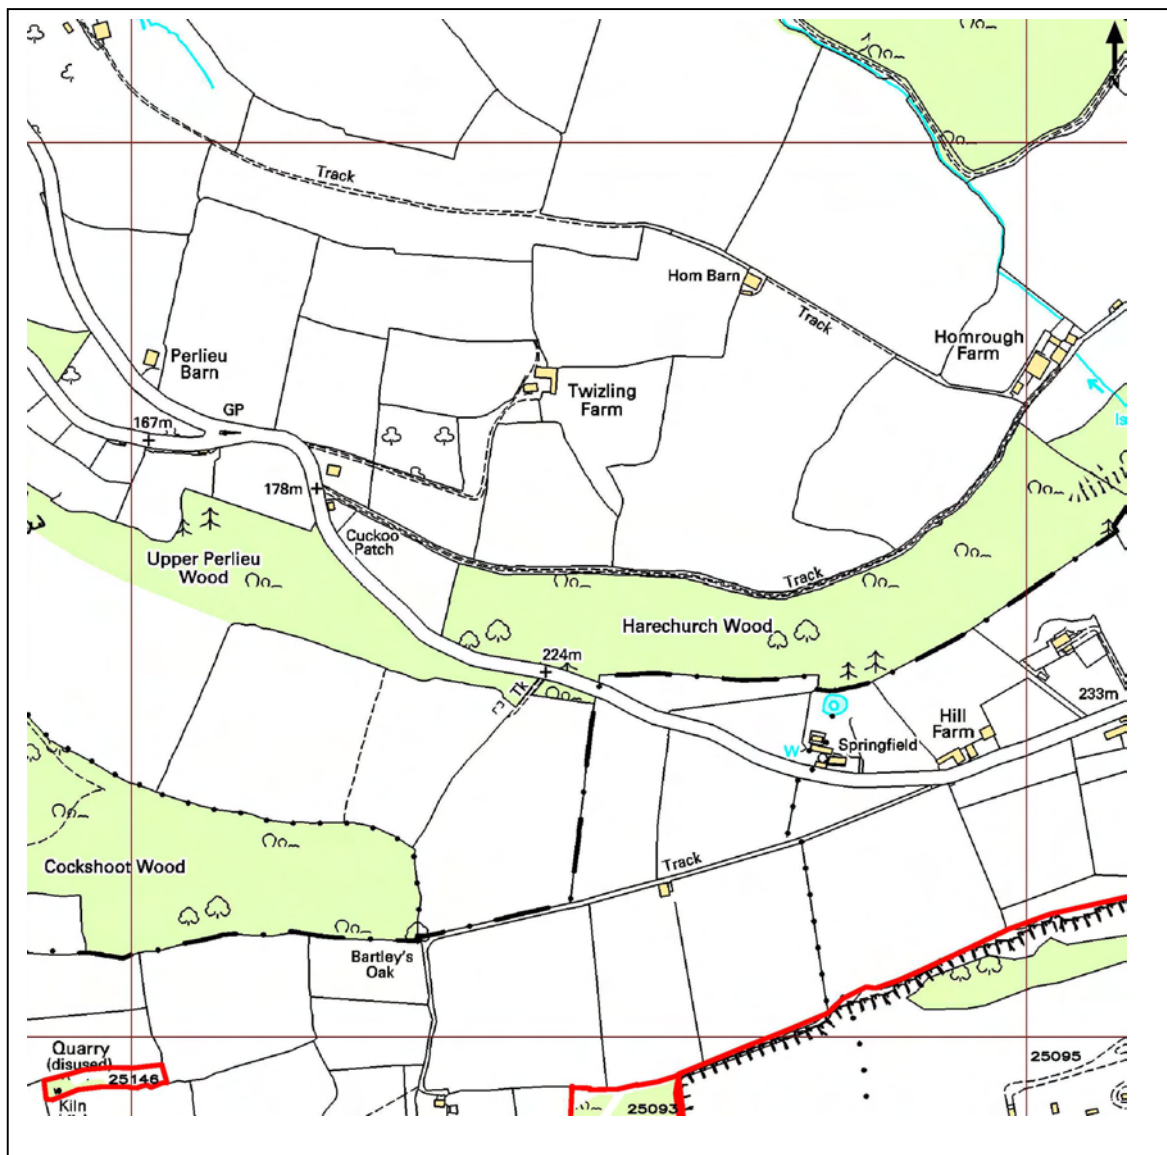 Track
Hom Barn
Track
Homrough
Farm
Perlieu
Barn
Twizling
Farm
GP
167m
Is
178m
Cuckoo
Patch
Upper Perlieu
Wood
Track
Harechurch Wood
224m
Tk
233m
Hill
Farm
W
Springfield
Track
Cockshoot Wood
Bartley's
Oak
Quarry
(disused)
25146
Kiln
25093
25095